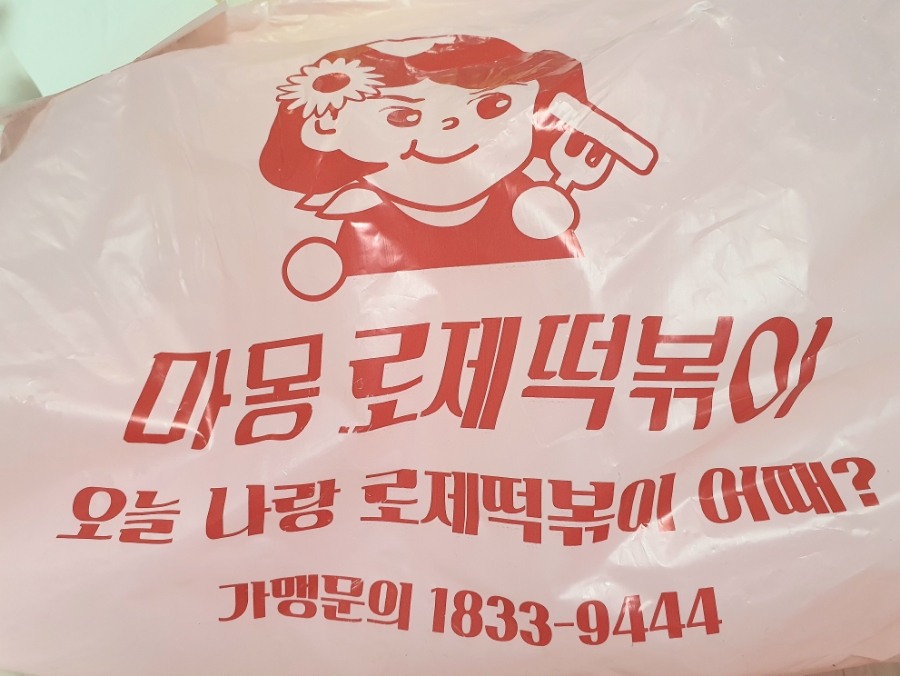 마몽 로제떡볶이
오늘 나랑 로제떡볶이 어때?
가맹문의 1833-9444